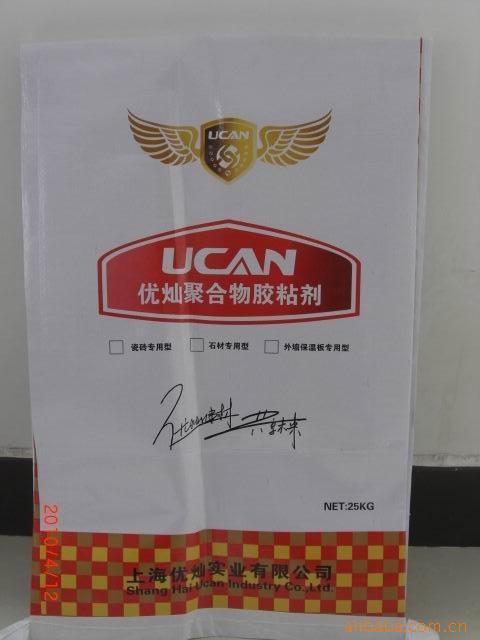 UCAN
UCAN
优灿聚合物胶粘剂
瓷砖专用型
石材专用型
外墙保温板专用型
NET:25KG
上海优灿实业有限公司
Shang Hai Ucan Industry Co.,Ltd.
2010/4/12
alibaba.com.cn